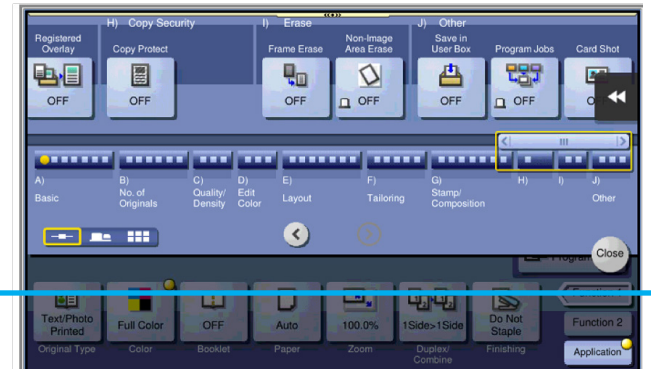 H) Copy Security
I) Erase
J) Other
Registered
Overlay
Copy Protect
Frame Erase
Non-Image
Area Erase
Save in
User Box
Program Jobs
Card Shot
OFF
OFF
OFF
OFF
OFF
OFF
A)
Basic
B)
No. of
Originals
C)
Quality/
Density
D)
Edit
Color
E)
Layout
F)
Tailoring
G)
Stamp/
Composition
H)
I)
J)
Other
Close
Text/Photo
Printed
Full Color
OFF
Auto
100.0%
1Side>1Side
Do Not
Staple
Function 2
Original Type
Color
Booklet
Paper
Zoom
Duplex/
Combine
Finishing
Application